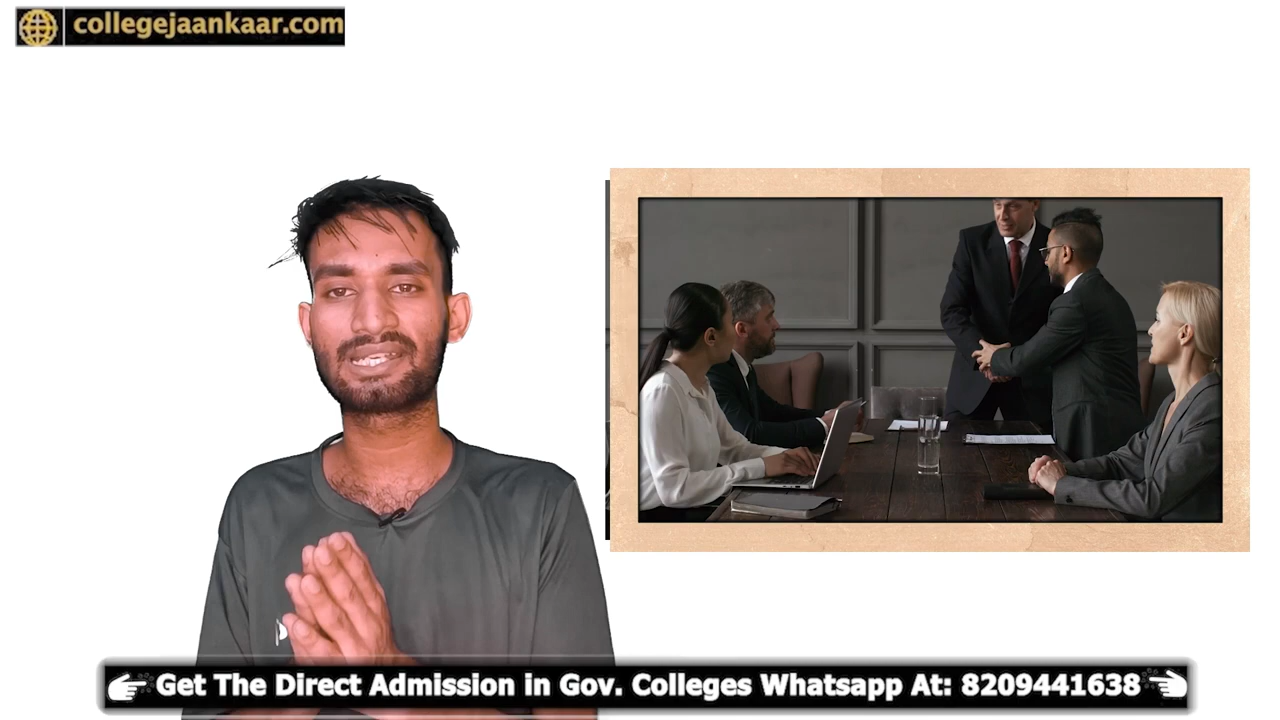 collegejaankaar.com
Get The Direct Admission in Gov. Colleges Whatsapp At: 8209441638